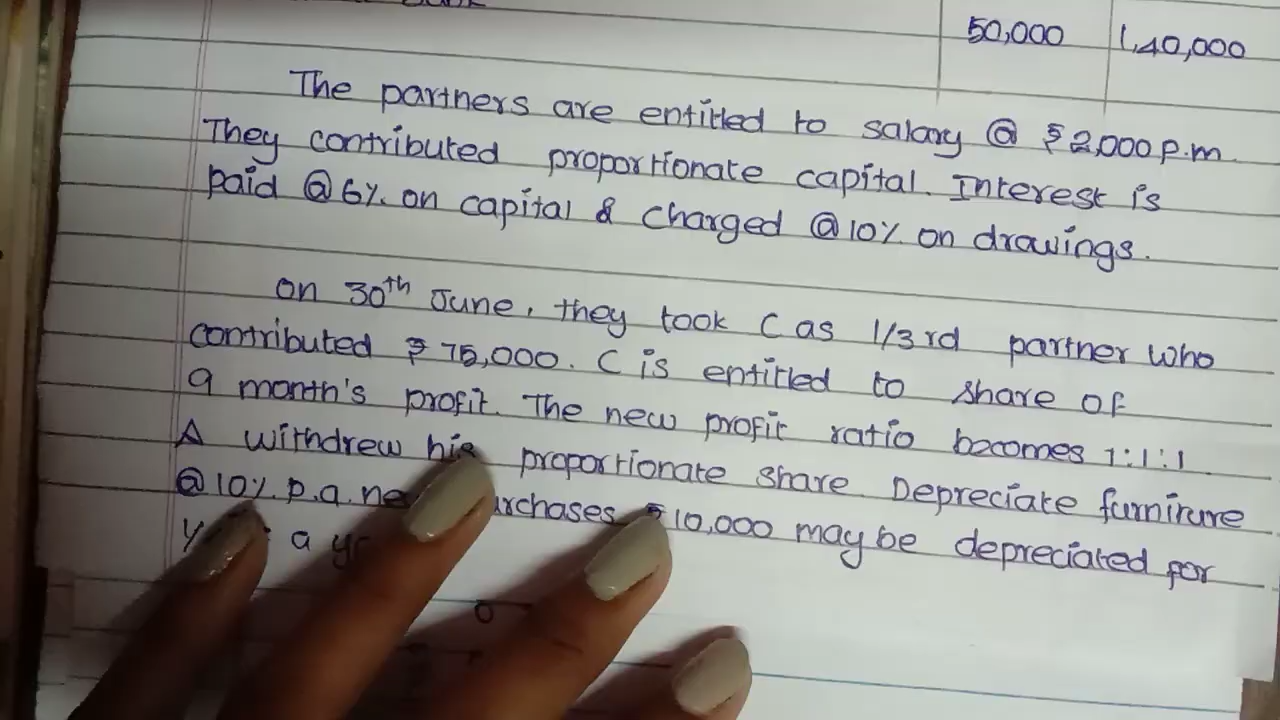 50,000 1,40,000
The partners are entitled to salary @ ₹2,000 p.m.
They contributed proportionate capital. Interest is
paid @ 6% on capital & charged @ 10% on drawings.
On 30th June, they took C as 1/3rd partner who
contributed ₹ 75,000. C is entitled to share of
9 month's profit. The new profit ratio becomes 1:1:1.
A withdrew his proportionate share. Depreciate furniture
@ 10% p.a. ₹10,000 may be depreciated for
a